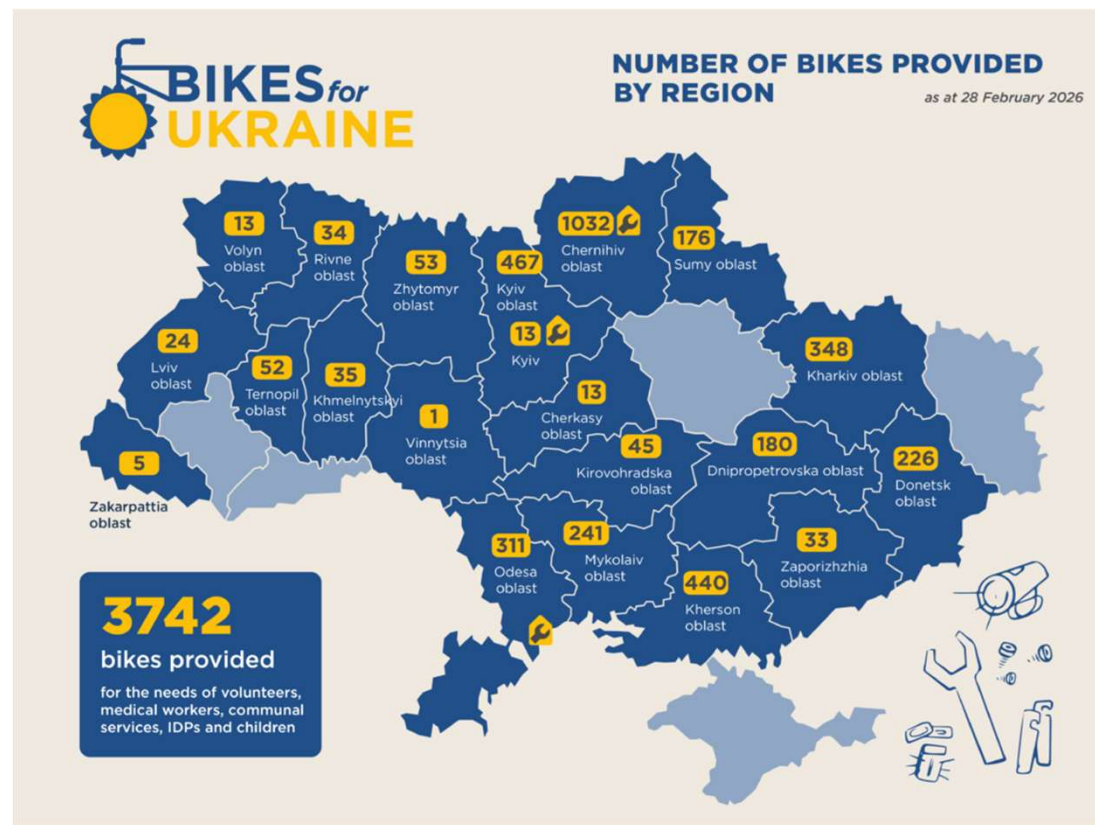 BIKES for
UKRAINE
NUMBER OF BIKES PROVIDED
BY REGION
as at 28 February 2026
13
Volyn
oblast
34
Rivne
oblast
53
Zhytomyr
oblast
467
Kyiv
oblast
1032
Chernihiv
oblast
176
Sumy oblast
24
Lviv
oblast
52
Ternopil
oblast
35
Khmelnytskyi
oblast
13
Kyiv
348
Kharkiv oblast
1
Vinnytsia
oblast
13
Cherkasy
oblast
5
Zakarpattia
oblast
45
Kirovohradska
oblast
180
Dnipropetrovska oblast
226
Donetsk
oblast
311
Odesa
oblast
241
Mykolaiv
oblast
440
Kherson
oblast
33
Zaporizhzhia
oblast
3742
bikes provided
for the needs of volunteers,
medical workers, communal
services, IDPs and children